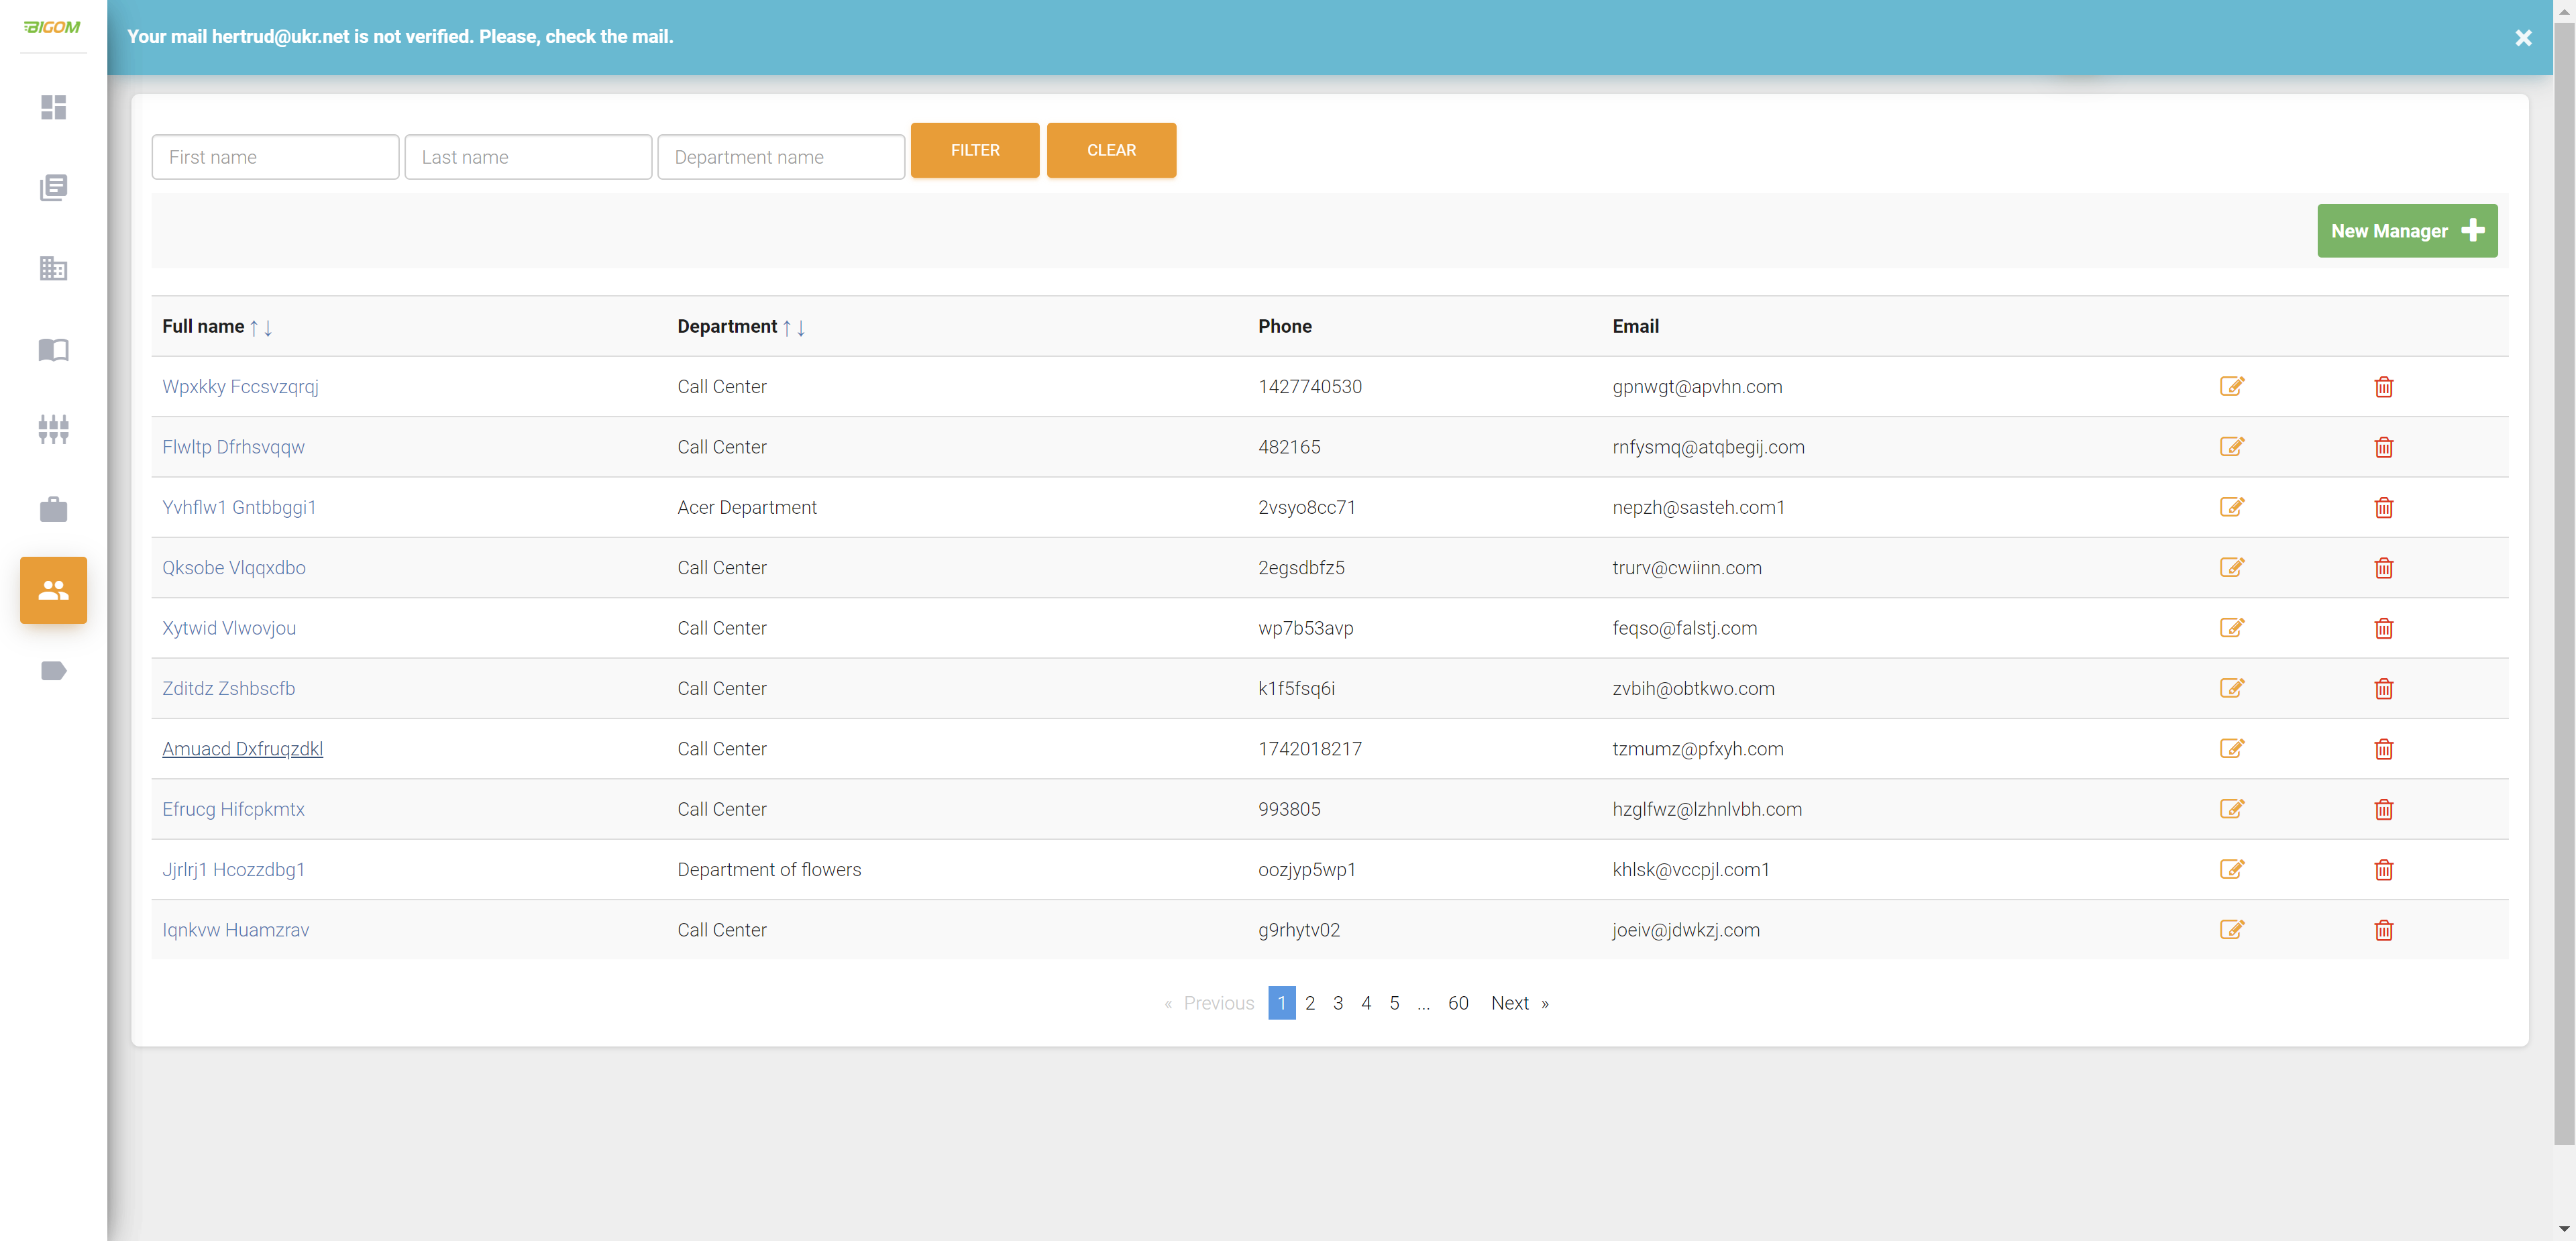 BIGOM
Your mail hertrud@ukr.net is not verified. Please, check the mail.
First name Last name Department name FILTER CLEAR
New Manager
Full name ↑↓ Department ↑↓ Phone Email
Wpxkky Fccsvzqrqj Call Center 1427740530 gpnwgt@apvhn.com
Flwltp Dfrhsvqqw Call Center 482165 rnfysmq@atqbegij.com
Yvhflw1 Gntbbggi1 Acer Department 2vsyo8cc71 nepzh@sasteh.com1
Qksobe Vlqqxdbo Call Center 2egsdbfz5 trurv@cwiinn.com
Xytwid Vlwovjou Call Center wp7b53avp feqso@falstj.com
Zditdz Zshbscfb Call Center k1f5fsq6i zvbih@obtkwo.com
Amuacd Dxfruqzdkl Call Center 1742018217 tzmumz@pfxyh.com
Efrucg Hifcpkmtx Call Center 993805 hzglfwz@lzhnlvbh.com
Jjrlrj1 Hcozzdbg1 Department of flowers oozjyp5wp1 khlsk@vccpjl.com1
Iqnkvw Huamzrav Call Center g9rhytv02 joeiv@jdwkzj.com
« Previous 1 2 3 4 5 ... 60 Next »